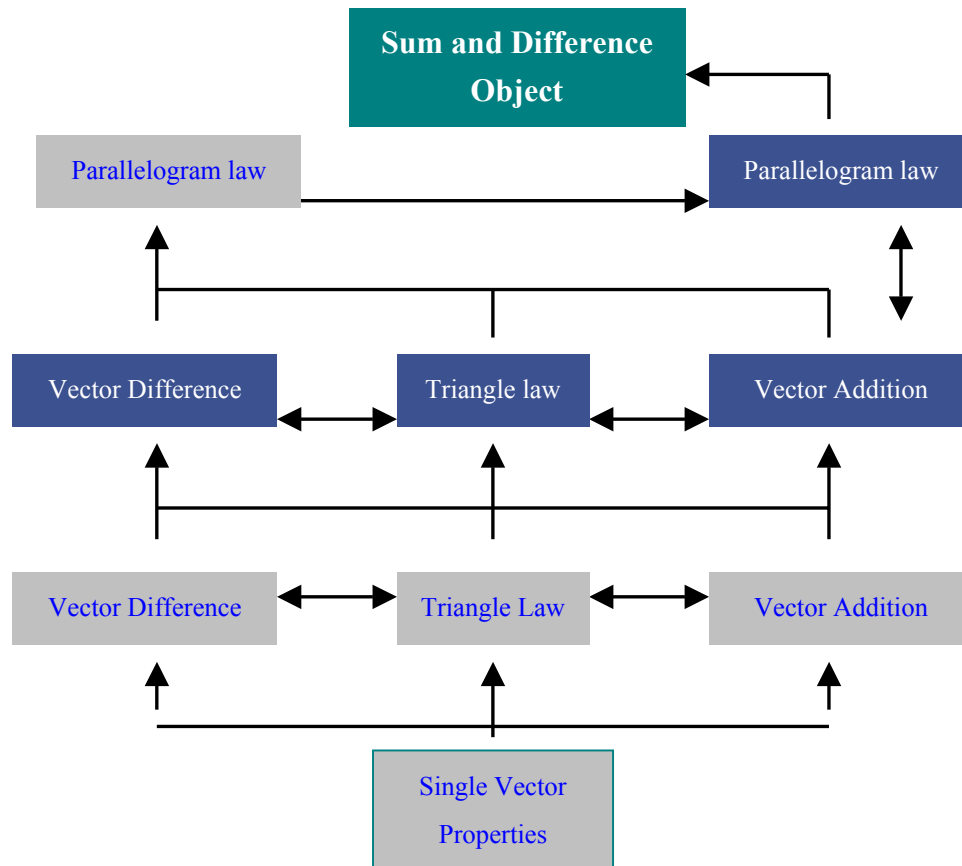 Sum and Difference
Object
Parallelogram law
Parallelogram law
Vector Difference
Triangle law
Vector Addition
Vector Difference
Triangle Law
Vector Addition
Single Vector
Properties